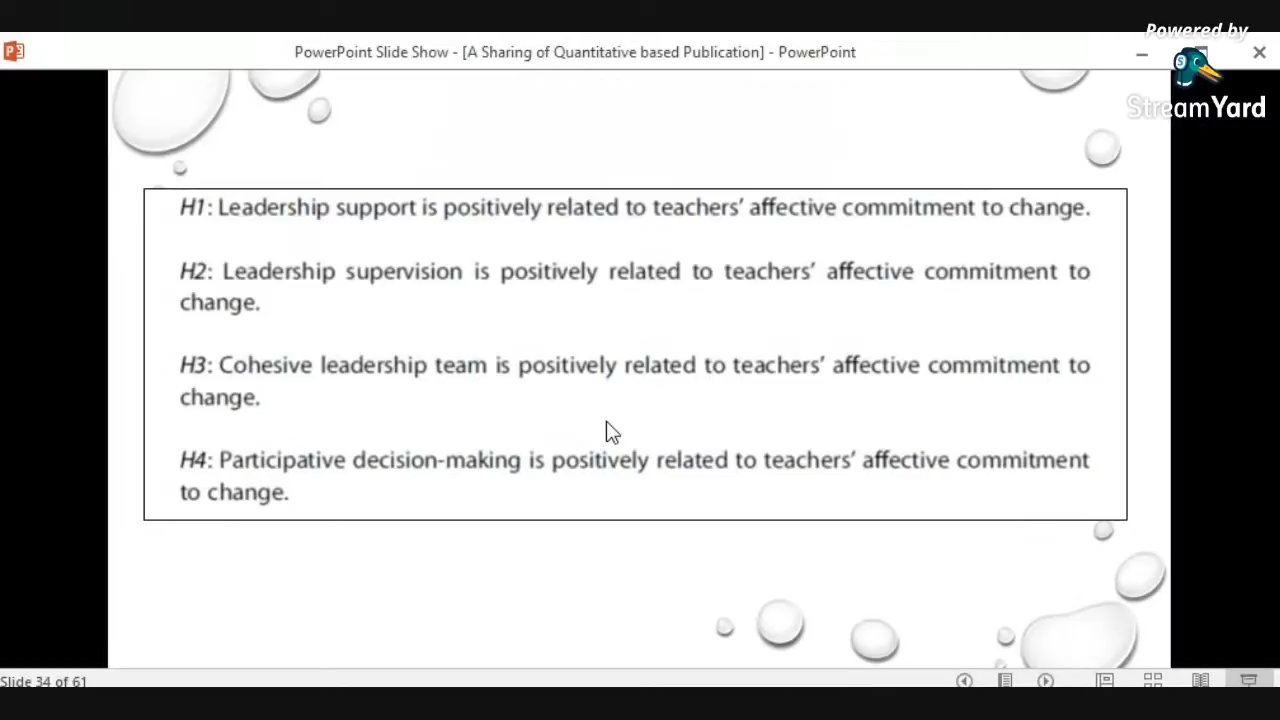 Powered by
PowerPoint Slide Show - [A Sharing of Quantitative based Publication] - PowerPoint
StreamYard
H1: Leadership support is positively related to teachers’ affective commitment to change.
H2: Leadership supervision is positively related to teachers’ affective commitment to
change.
H3: Cohesive leadership team is positively related to teachers’ affective commitment to
change.
H4: Participative decision-making is positively related to teachers’ affective commitment
to change.
Slide 34 of 61